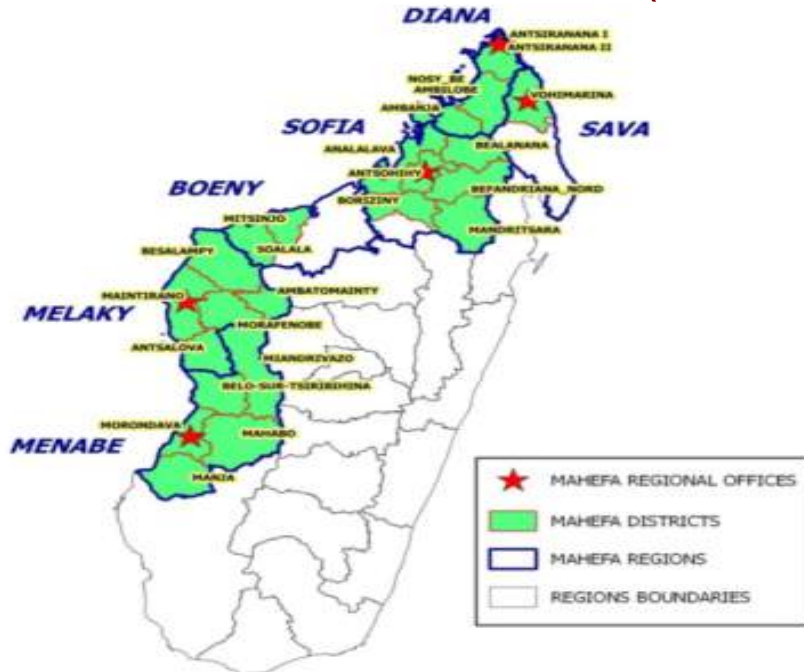 DIANA
ANTSIRANANA I
ANTSIRANANA II
NOSY_BE
AMBILOBE
VOHIMARINA
AMBANJA
SOFIA
SAVA
ANALALAVA
BEALANANA
ANTSOHIHY
BOENY
BEFANDRIANA_NORD
BORIZINY
MITSINJO
MANDRITSARA
SOALALA
BESALAMPY
AMBATOMAINTY
MAINTIRANO
MELAKY
MORAFENOBE
ANTSALOVA
MIANDRIVAZO
BELO-SUR-TSIRIBIHINA
MORONDAVA
MAHABO
MENABE
MANJA
MAHEFA REGIONAL OFFICES
MAHEFA DISTRICTS
MAHEFA REGIONS
REGIONS BOUNDARIES